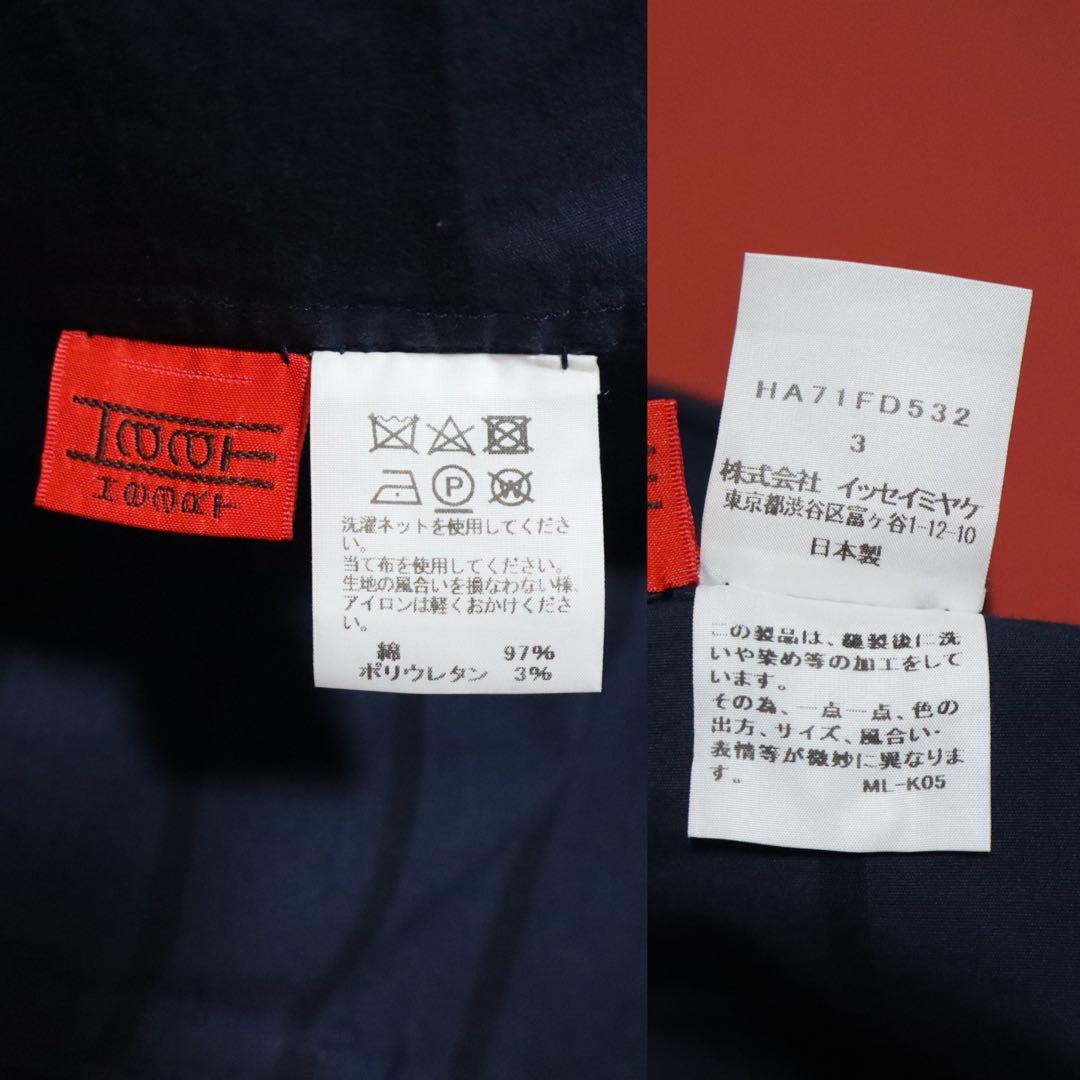 HaaT
HaaT
P
W
洗濯ネットを使用してくださ
い。
当て布を使用してください。
生地の風合いを損なわない様、
アイロンは軽くおかけくださ
い。
綿 97%
ポリウレタン 3%
HA71FD532
3
株式会社 イッセイミヤケ
東京都渋谷区富ヶ谷1-12-10
日本製
この製品は、縫製後に洗
いや染め等の加工をして
います。
その為、一点一点、色の
出方、サイズ、風合い・
表情等が微妙に異なりま
す。 ML-K05